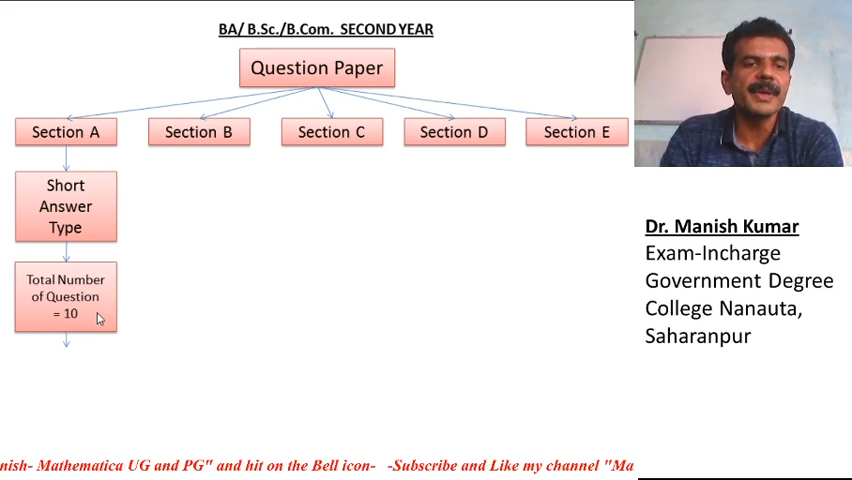 BA/ B.Sc./B.Com. SECOND YEAR
Question Paper
Section A
Section B
Section C
Section D
Section E
Short
Answer
Type
Total Number
of Question
= 10
Dr. Manish Kumar
Exam-Incharge
Government Degree
College Nanauta,
Saharanpur
nish- Mathematica UG and PG" and hit on the Bell icon- -Subscribe and Like my channel "Ma